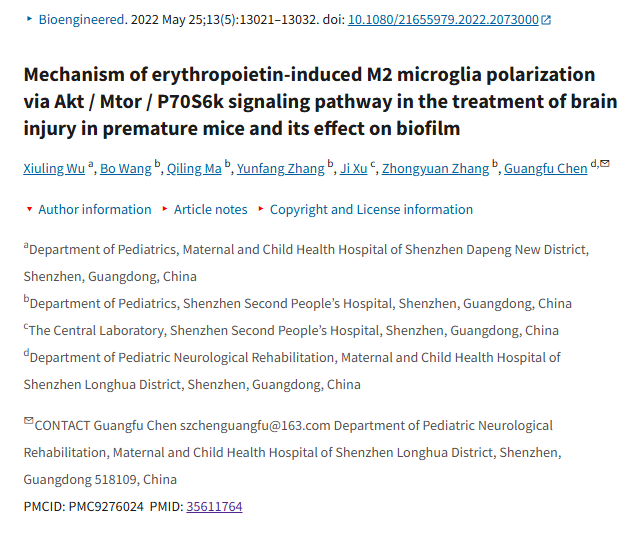 Bioengineered. 2022 May 25;13(5):13021–13032. doi: 10.1080/21655979.2022.2073000
Mechanism of erythropoietin-induced M2 microglia polarization
via Akt / Mtor / P70S6k signaling pathway in the treatment of brain
injury in premature mice and its effect on biofilm
Xiuling Wu a, Bo Wang b, Qiling Ma b, Yunfang Zhang b, Ji Xu c, Zhongyuan Zhang b, Guangfu Chen d,✉
Author information Article notes Copyright and License information
aDepartment of Pediatrics, Maternal and Child Health Hospital of Shenzhen Dapeng New District,
Shenzhen, Guangdong, China
bDepartment of Pediatrics, Shenzhen Second People’s Hospital, Shenzhen, Guangdong, China
cThe Central Laboratory, Shenzhen Second People’s Hospital, Shenzhen, Guangdong, China
dDepartment of Pediatric Neurological Rehabilitation, Maternal and Child Health Hospital of
Shenzhen Longhua District, Shenzhen, Guangdong, China
✉CONTACT Guangfu Chen szchenguangfu@163.com Department of Pediatric Neurological
Rehabilitation, Maternal and Child Health Hospital of Shenzhen Longhua District, Shenzhen,
Guangdong 518109, China
PMCID: PMC9276024 PMID: 35611764